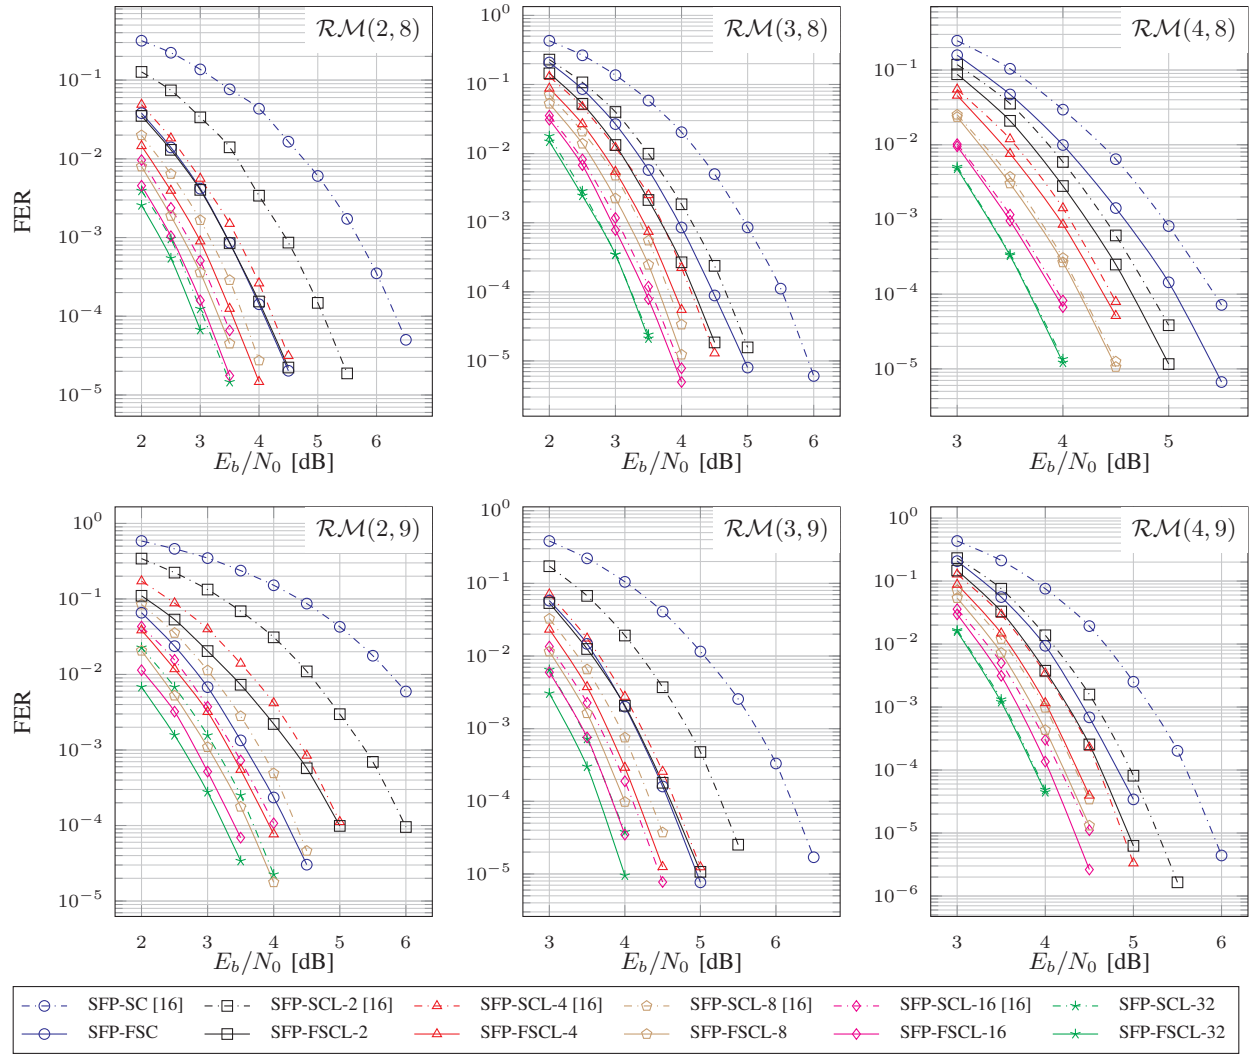 RM(2, 8)
10^−1
10^−2
10^−3
10^−4
10^−5
FER
2 3 4 5 6
E_b/N_0 [dB]
RM(3, 8)
10^0
10^−1
10^−2
10^−3
10^−4
10^−5
2 3 4 5 6
E_b/N_0 [dB]
RM(4, 8)
10^−1
10^−2
10^−3
10^−4
10^−5
3 4 5
E_b/N_0 [dB]
RM(2, 9)
10^0
10^−1
10^−2
10^−3
10^−4
10^−5
FER
2 3 4 5 6
E_b/N_0 [dB]
RM(3, 9)
10^0
10^−1
10^−2
10^−3
10^−4
10^−5
3 4 5 6
E_b/N_0 [dB]
RM(4, 9)
10^0
10^−1
10^−2
10^−3
10^−4
10^−5
10^−6
3 4 5 6
E_b/N_0 [dB]
SFP-SC [16] SFP-SCL-2 [16] SFP-SCL-4 [16] SFP-SCL-8 [16] SFP-SCL-16 [16] SFP-SCL-32
SFP-FSC SFP-FSCL-2 SFP-FSCL-4 SFP-FSCL-8 SFP-FSCL-16 SFP-FSCL-32